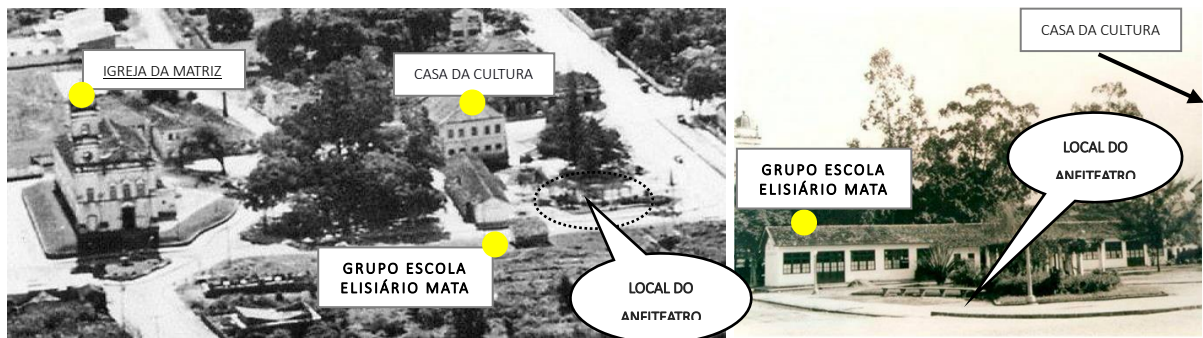 IGREJA DA MATRIZ
CASA DA CULTURA
GRUPO ESCOLA
ELISIÁRIO MATA
LOCAL DO
ANFITEATRO
CASA DA CULTURA
GRUPO ESCOLA
ELISIÁRIO MATA
LOCAL DO
ANFITEATRO